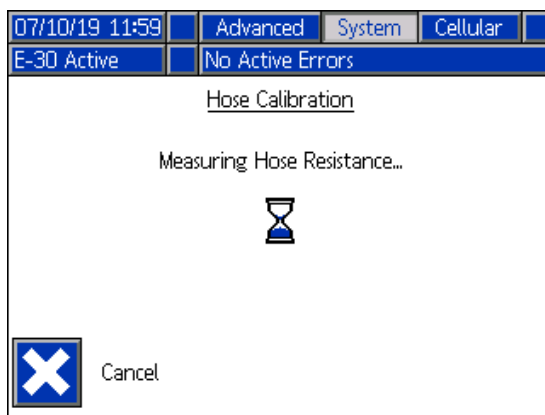 07/10/19 11:59 Advanced System Cellular
E-30 Active No Active Errors
Hose Calibration
Measuring Hose Resistance...
Cancel